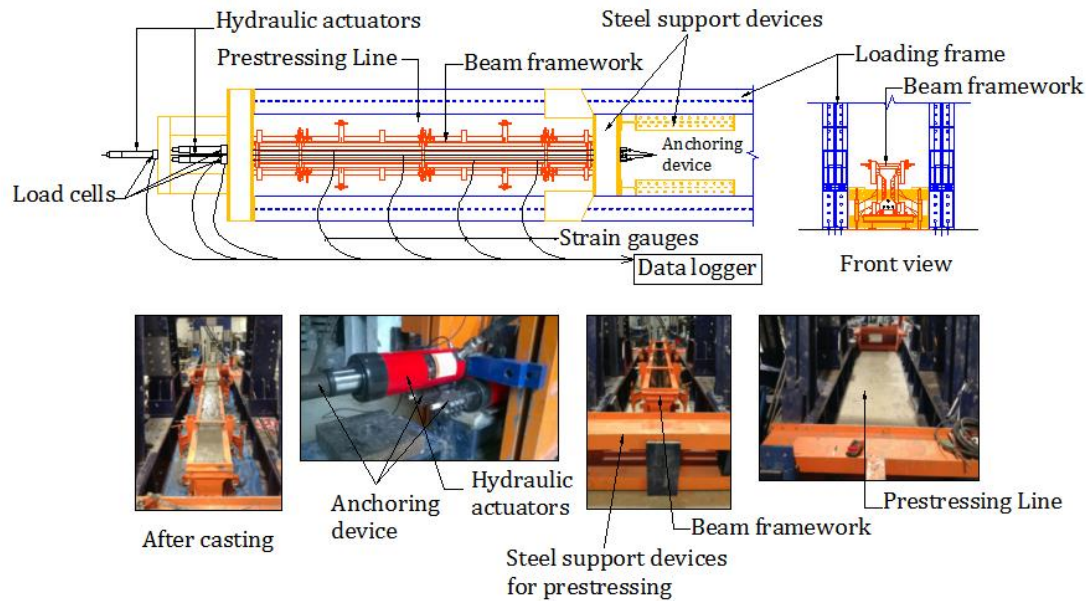 Hydraulic actuators
Steel support devices
Prestressing Line
Beam framework
Loading frame
Beam framework
Anchoring
device
Load cells
Strain gauges
Data logger
Front view
After casting
Anchoring
device
Hydraulic
actuators
Steel support devices
for prestressing
Beam framework
Prestressing Line